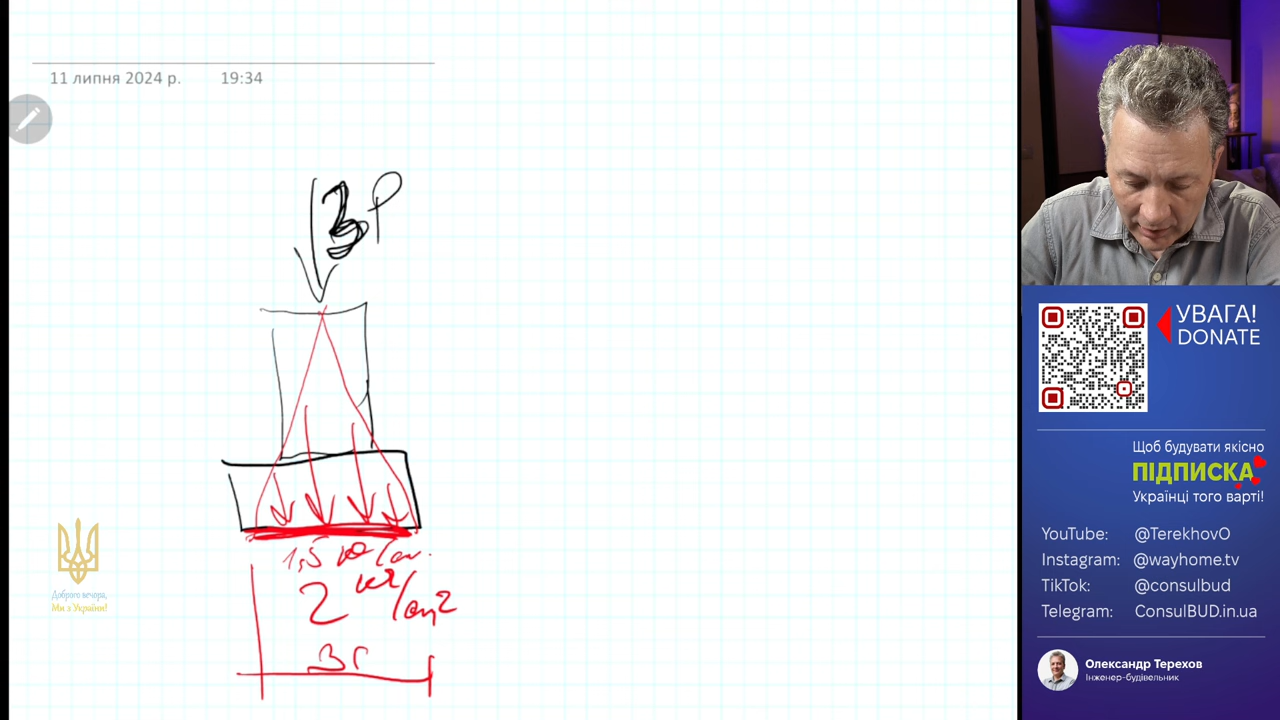 11 липня 2024 р. 19:34
3P
1,5 кг/см.
2 кг/см2
УВАГА!
DONATE
Щоб будувати якісно
ПІДПИСКА
Українці того варті!
YouTube: @TerekhovO
Instagram: @wayhome.tv
TikTok: @consulbud
Telegram: ConsulBUD.in.ua
Олександр Терехов
Інженер-будівельник
Доброго вечора,
Ми з України!